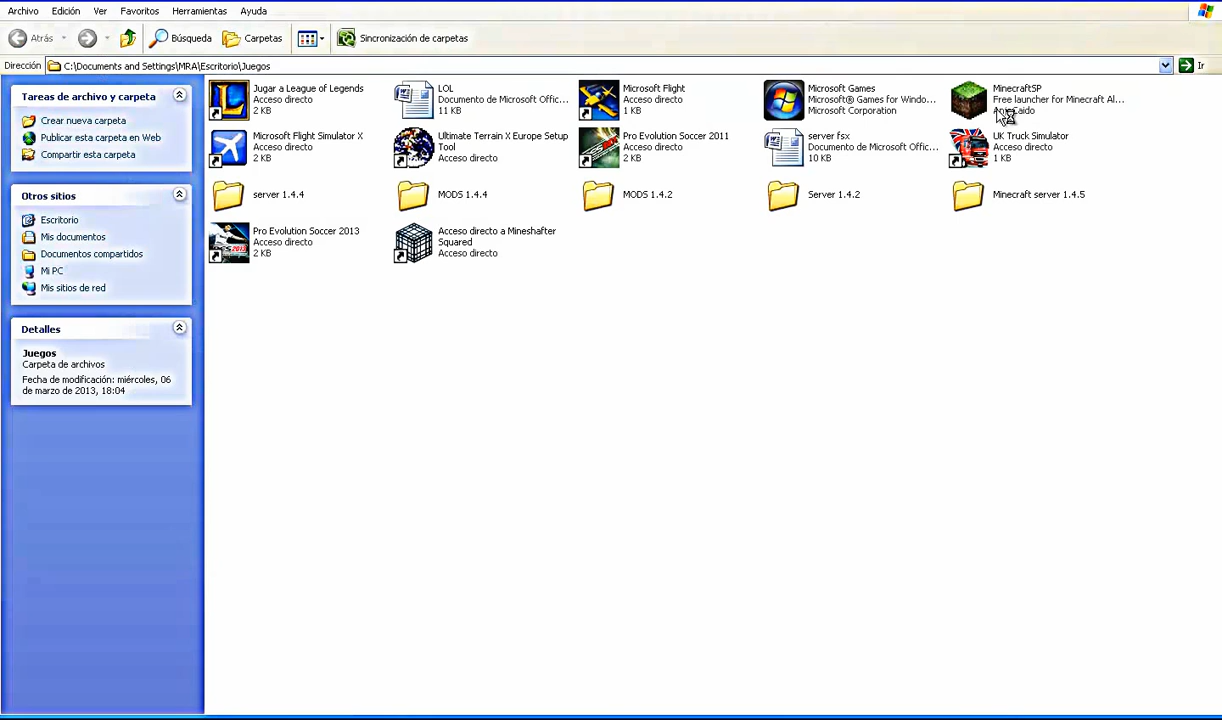 Archivo Edición Ver Favoritos Herramientas Ayuda
Atrás Búsqueda Carpetas Sincronización de carpetas
Dirección C:\Documents and Settings\MRA\Escritorio\Juegos Ir
Tareas de archivo y carpeta
Crear nueva carpeta
Publicar esta carpeta en Web
Compartir esta carpeta
Otros sitios
Escritorio
Mis documentos
Documentos compartidos
Mi PC
Mis sitios de red
Detalles
Juegos
Carpeta de archivos
Fecha de modificación: miércoles, 06
de marzo de 2013, 18:04
Jugar a League of Legends
Acceso directo
2 KB
LOL
Documento de Microsoft Offic...
11 KB
Microsoft Flight
Acceso directo
1 KB
Microsoft Games
Microsoft® Games for Windo...
Microsoft Corporation
MinecraftSP
Free launcher for Minecraft Al...
Microsoft Flight Simulator X
Acceso directo
2 KB
Ultimate Terrain X Europe Setup
Tool
Acceso directo
Pro Evolution Soccer 2011
Acceso directo
2 KB
server fsx
Documento de Microsoft Offic...
10 KB
UK Truck Simulator
Acceso directo
1 KB
server 1.4.4
MODS 1.4.4
MODS 1.4.2
Server 1.4.2
Minecraft server 1.4.5
Pro Evolution Soccer 2013
Acceso directo
2 KB
Acceso directo a Mineshafter
Squared
Acceso directo